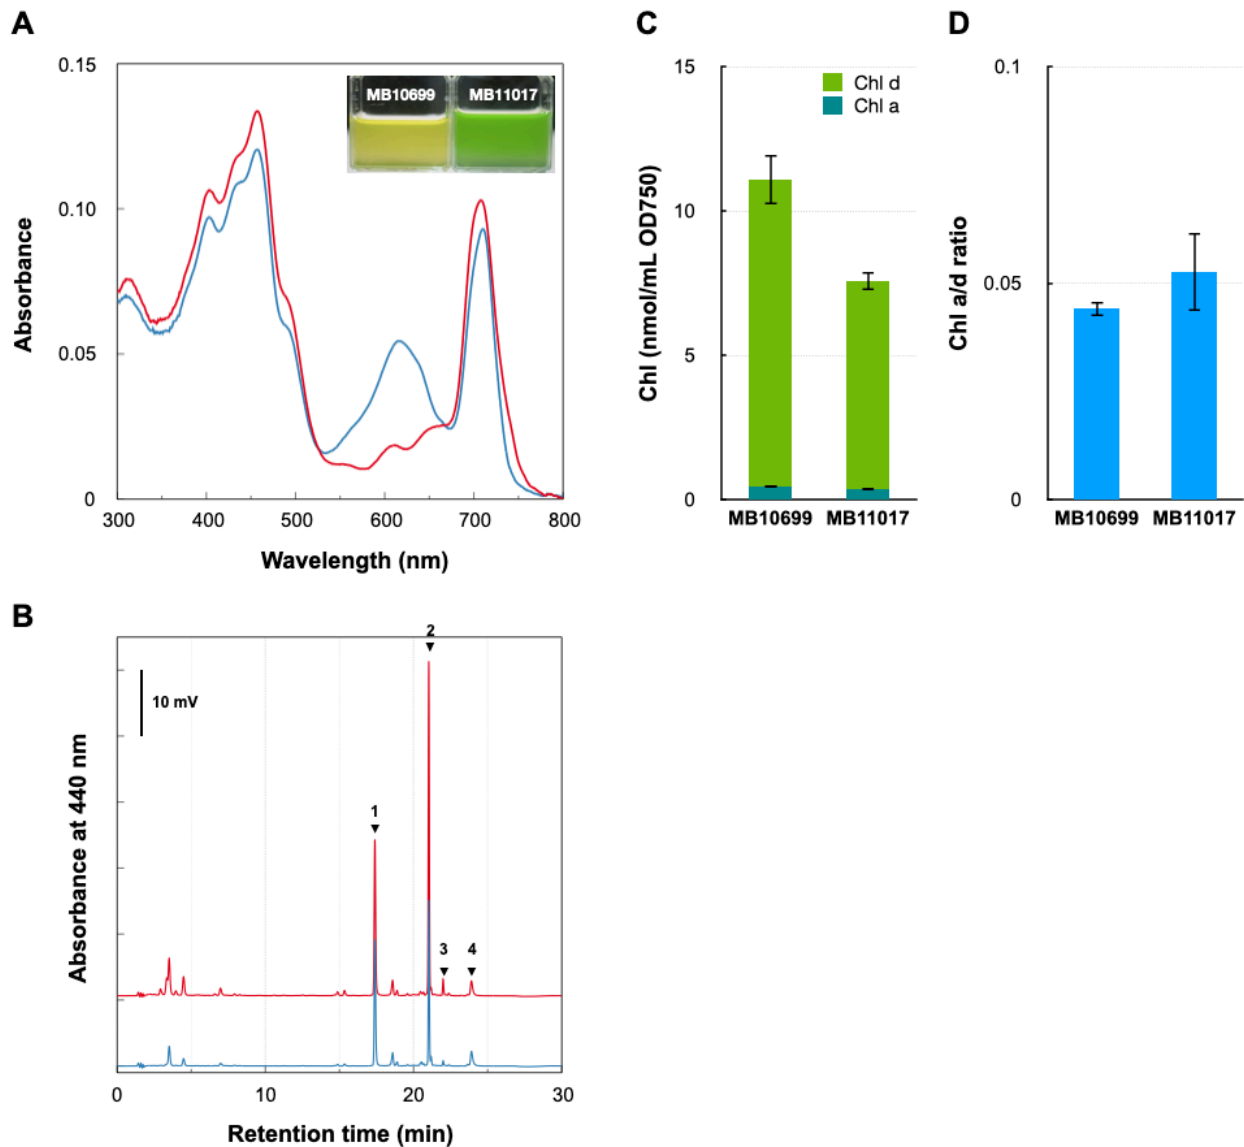 A
0.15
0.10
0.05
0
Absorbance
300
400
500
600
700
800
Wavelength (nm)
MB10699
MB11017
C
15
10
5
0
Chl (nmol/mL OD750)
Chl d
Chl a
MB10699
MB11017
D
0.1
0.05
0
Chl a/d ratio
MB10699
MB11017
B
10 mV
1
2
3
4
Absorbance at 440 nm
0
10
20
30
Retention time (min)